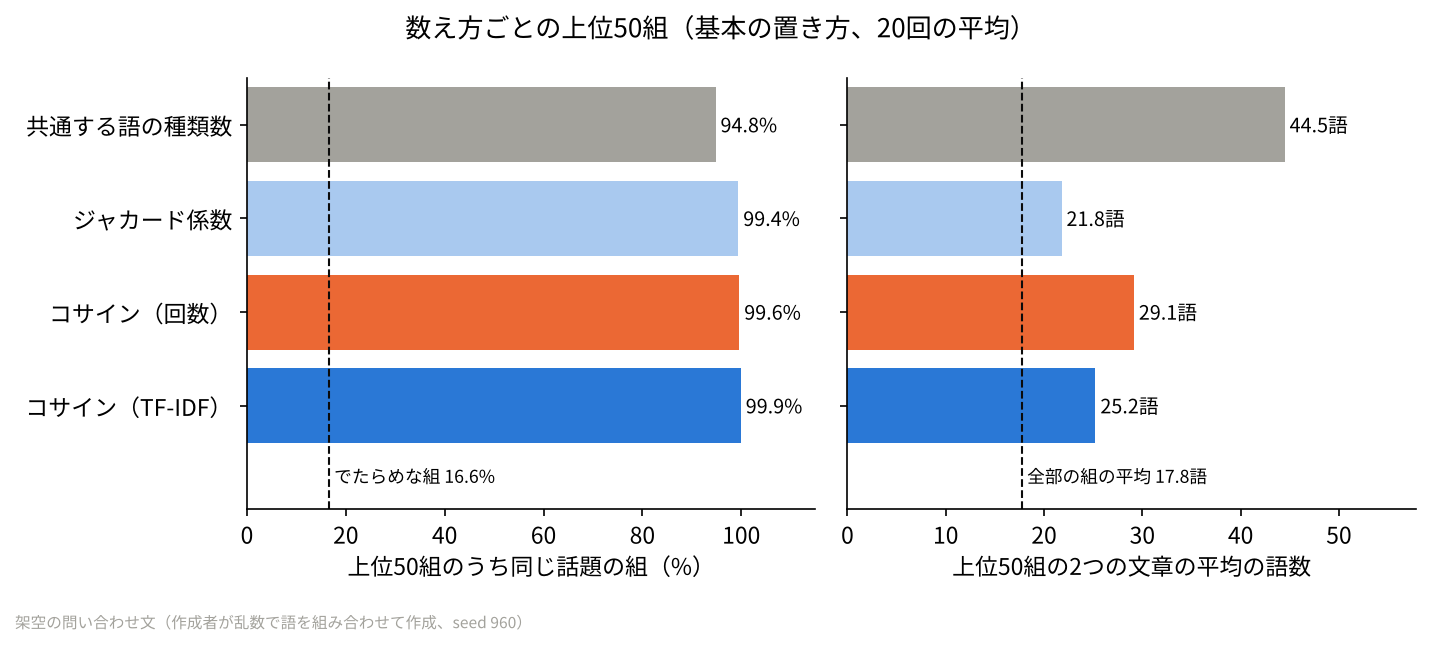 数え方ごとの上位50組（基本の置き方、20回の平均）
共通する語の種類数
94.8%
44.5語
ジャカード係数
99.4%
21.8語
コサイン（回数）
99.6%
29.1語
コサイン（TF-IDF）
99.9%
25.2語
でたらめな組 16.6%
全部の組の平均 17.8語
0 20 40 60 80 100
0 10 20 30 40 50
上位50組のうち同じ話題の組（%）
上位50組の2つの文章の平均の語数
架空の問い合わせ文（作成者が乱数で語を組み合わせて作成、seed 960）